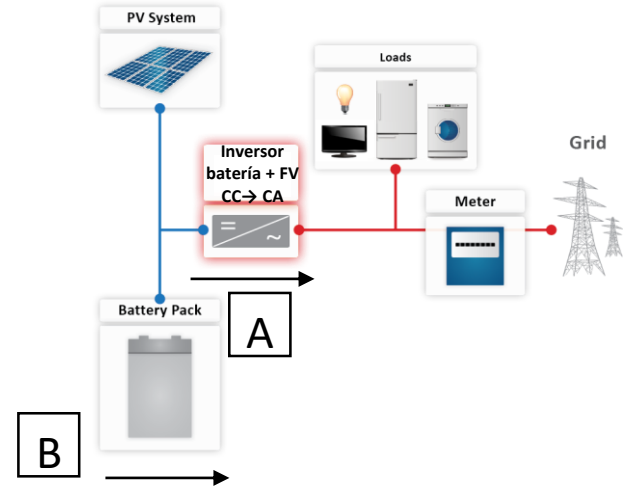 PV System
Loads
Inversor
batería + FV
CC→ CA
Grid
Meter
Battery Pack
A
B